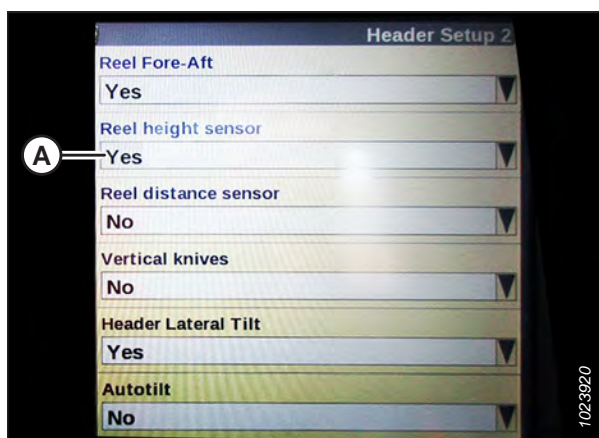 Header Setup 2
Reel Fore-Aft
Yes
Reel height sensor
A
Yes
Reel distance sensor
No
Vertical knives
No
Header Lateral Tilt
Yes
Autotilt
No
1023920